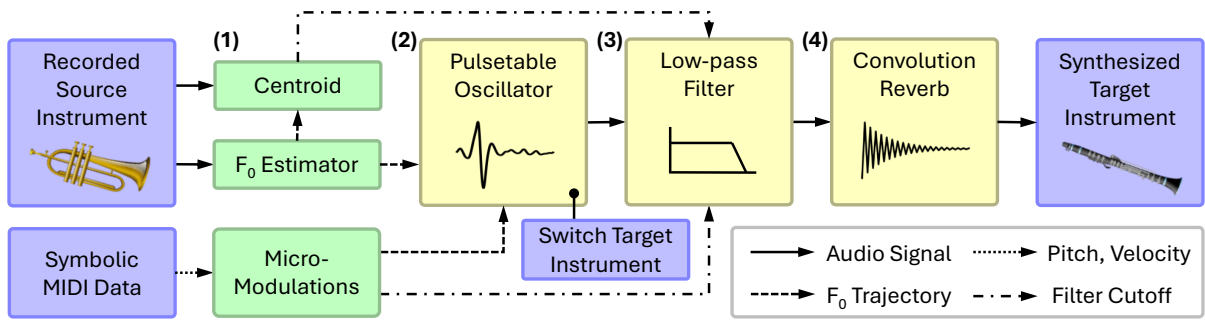 (1)
(2)
(3)
(4)
Recorded
Source
Instrument
Centroid
F₀ Estimator
Pulsetable
Oscillator
Low-pass
Filter
Convolution
Reverb
Synthesized
Target
Instrument
Symbolic
MIDI Data
Micro-
Modulations
Switch Target
Instrument
Audio Signal
Pitch, Velocity
F₀ Trajectory
Filter Cutoff